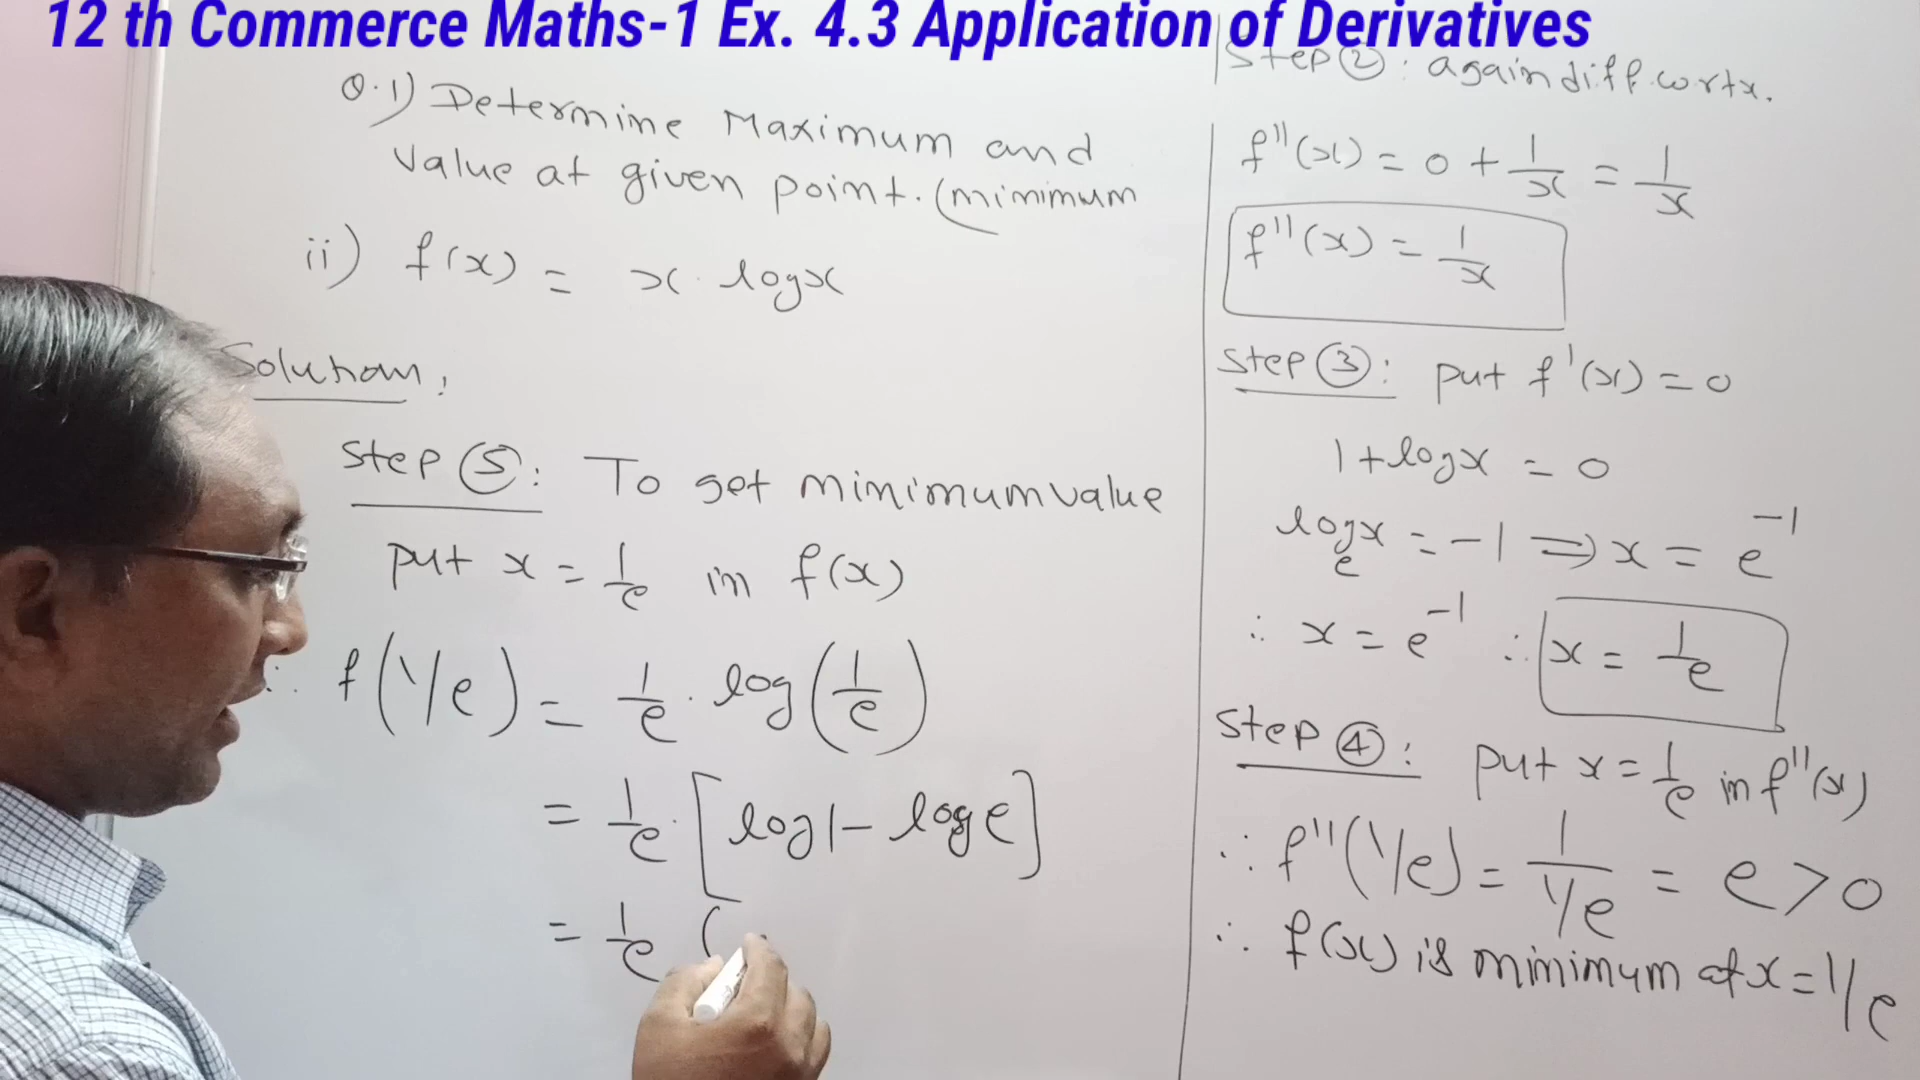 12 th Commerce Maths-1 Ex. 4.3 Application of Derivatives
Q.1) Determine Maximum and
Value at given point. (minimum
ii) f(x) = x · logx
Solution:
Step ⑤: To get minimum value
put x = 1/e in f(x)
∴ f(1/e) = 1/e · log(1/e)
= 1/e · [log1 - loge]
= 1/e (
Step ②: again diff. w r t x.
f''(x) = 0 + 1/x = 1/x
f''(x) = 1/x
Step ③: put f'(x) = 0
1 + logx = 0
logₑx = -1 ⇒ x = e⁻¹
∴ x = e⁻¹ ∴ x = 1/e
Step ④: put x = 1/e in f''(x)
∴ f''(1/e) = 1/(1/e) = e > 0
∴ f(x) is minimum at x = 1/e